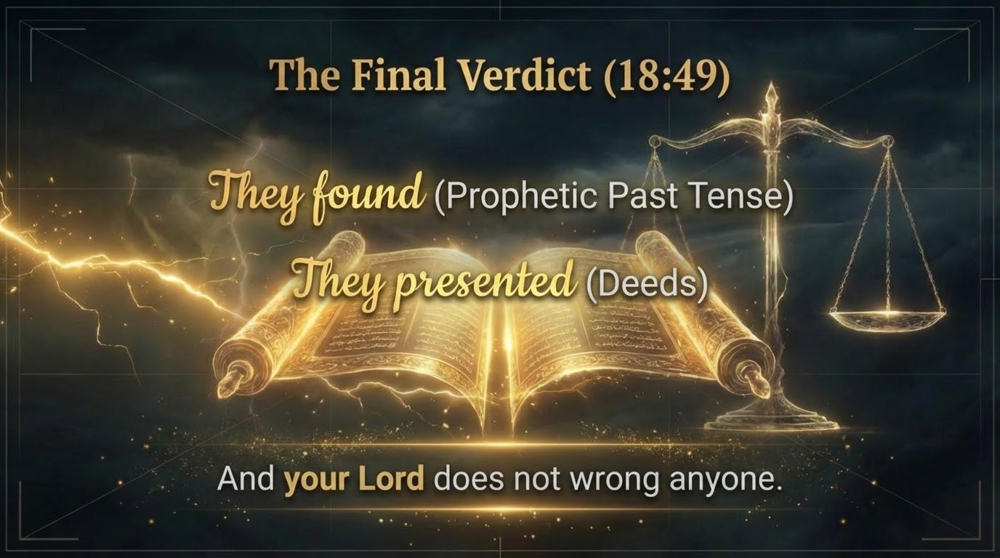 The Final Verdict (18:49)
They found (Prophetic Past Tense)
They presented (Deeds)
And your Lord does not wrong anyone.